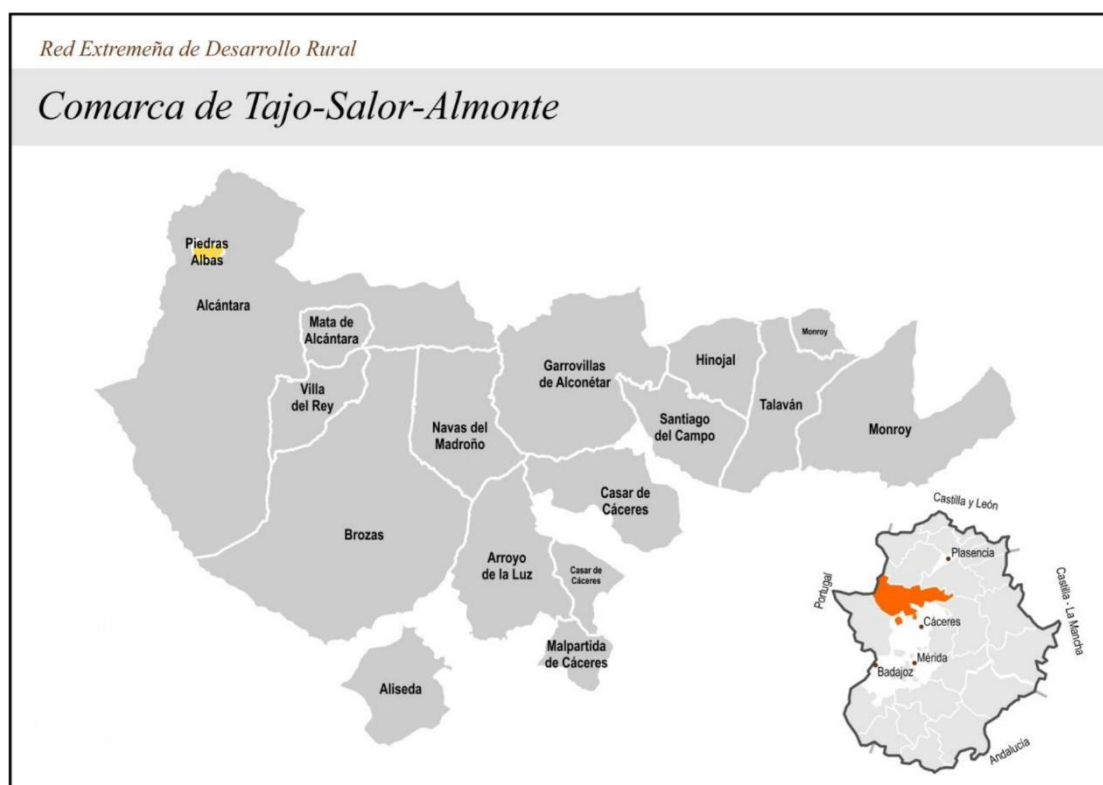 Red Extremeña de Desarrollo Rural
Comarca de Tajo-Salor-Almonte
Piedras
Albas
Alcántara
Mata de
Alcántara
Villa
del Rey
Navas del
Madroño
Garrovillas
de Alconétar
Hinojal
Monroy
Santiago
del Campo
Talaván
Monroy
Brozas
Casar de
Cáceres
Arroyo
de la Luz
Casar de
Cáceres
Malpartida
de Cáceres
Aliseda
Castilla y León
Plasencia
Portugal
Castilla - La Mancha
Cáceres
Mérida
Badajoz
Andalucía